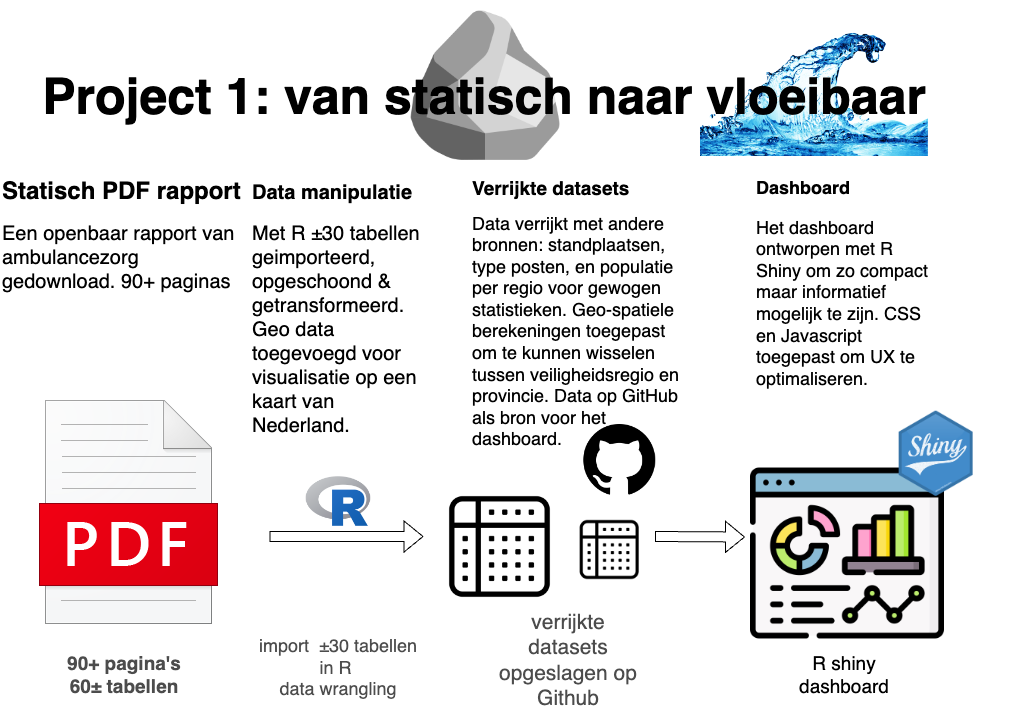 Project 1: van statisch naar vloeibaar
Statisch PDF rapport
Een openbaar rapport van
ambulancezorg
gedownload. 90+ paginas
Data manipulatie
Met R ±30 tabellen
geimporteerd,
opgeschoond &
getransformeerd.
Geo data
toegevoegd voor
visualisatie op een
kaart van
Nederland.
Verrijkte datasets
Data verrijkt met andere
bronnen: standplaatsen,
type posten, en populatie
per regio voor gewogen
statistieken. Geo-spatiele
berekeningen toegepast
om te kunnen wisselen
tussen veiligheidsregio en
provincie. Data op GitHub
als bron voor het
dashboard.
Dashboard
Het dashboard
ontworpen met R
Shiny om zo compact
maar informatief
mogelijk te zijn. CSS
en Javascript
toegepast om UX te
optimaliseren.
PDF
R
Shiny
90+ pagina's
60± tabellen
import ±30 tabellen
in R
data wrangling
verrijkte
datasets
opgeslagen op
Github
R shiny
dashboard